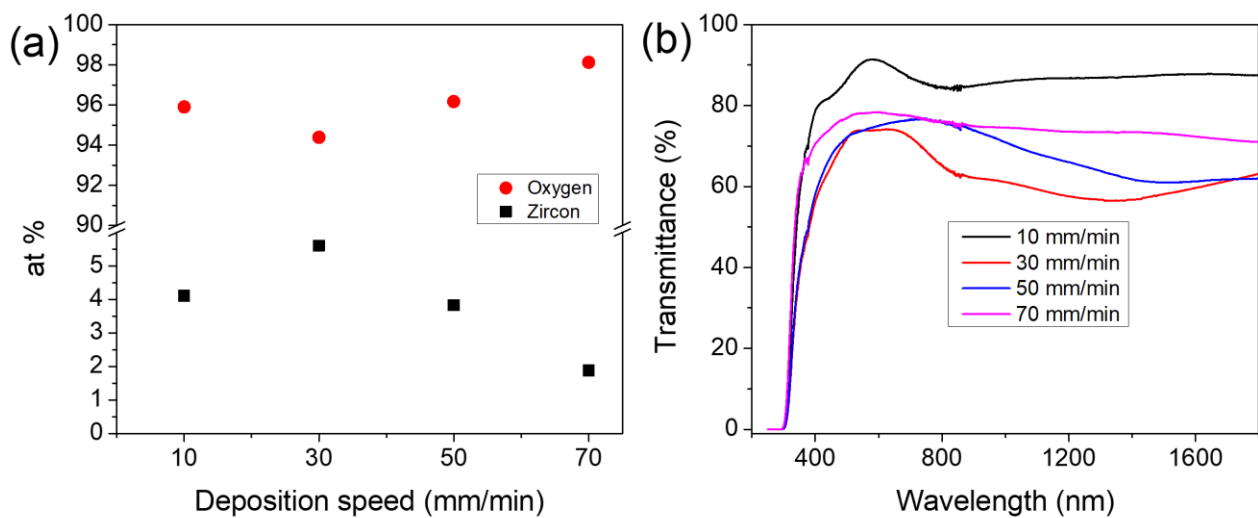 (a)
100
98
96
94
92
90
5
4
3
2
1
0
at %
Oxygen
Zircon
10
30
50
70
Deposition speed (mm/min)
(b)
100
80
60
40
20
0
Transmittance (%)
10 mm/min
30 mm/min
50 mm/min
70 mm/min
400
800
1200
1600
Wavelength (nm)